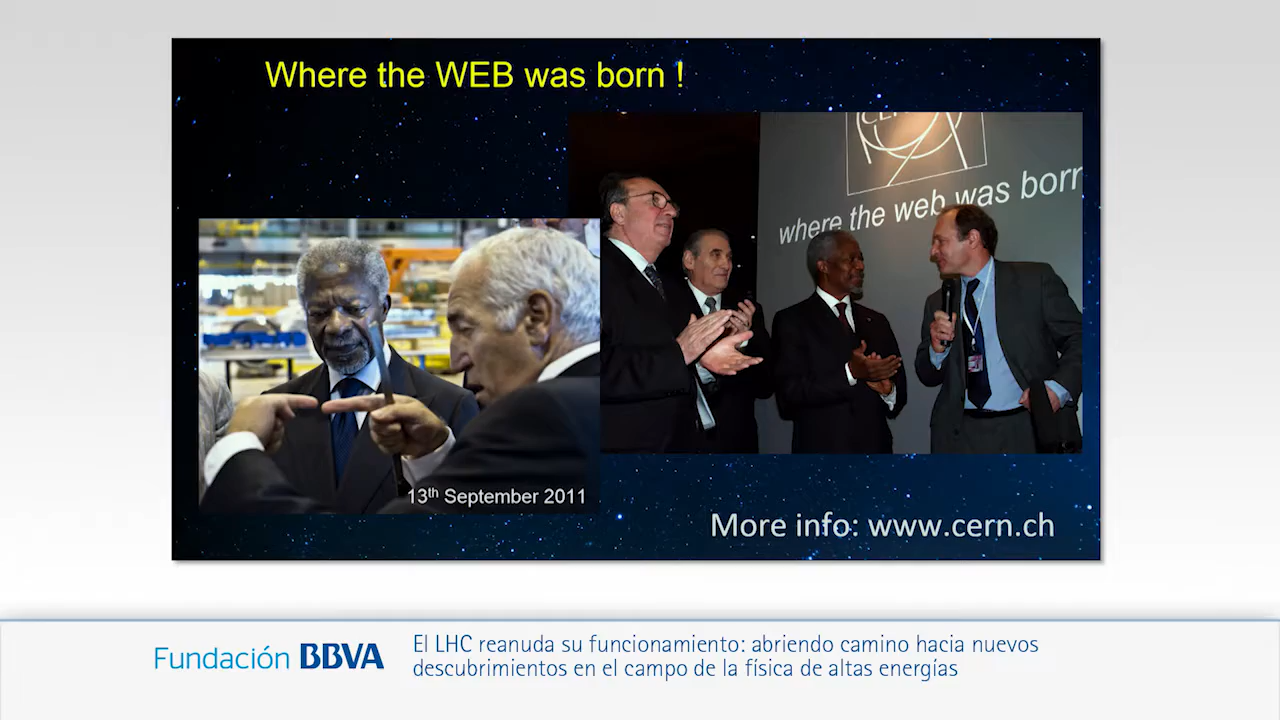 Where the WEB was born !
CERN
where the web was born
13th September 2011
More info: www.cern.ch
Fundación BBVA
El LHC reanuda su funcionamiento: abriendo camino hacia nuevos
descubrimientos en el campo de la física de altas energías